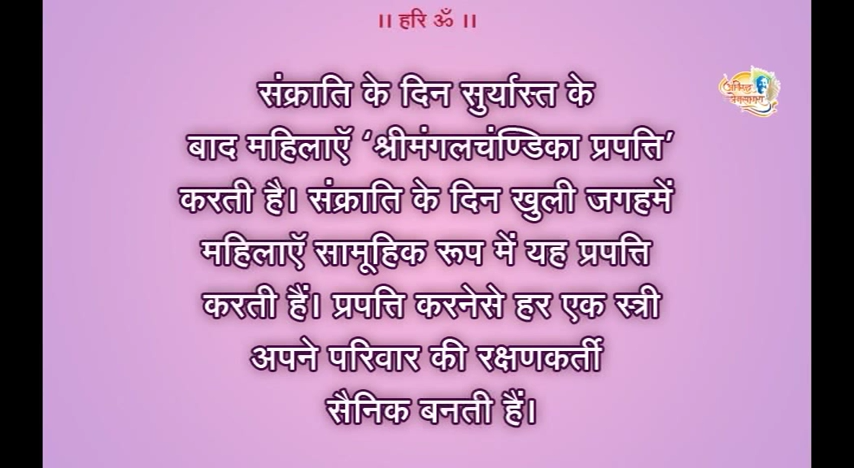 ।। हरि ॐ ।।
संक्राति के दिन सुर्यास्त के
बाद महिलाऍ ‘श्रीमंगलचंण्डिका प्रपत्ति’
करती है। संक्राति के दिन खुली जगहमें
महिलाऍ सामूहिक रूप में यह प्रपत्ति
करती हैं। प्रपत्ति करनेसे हर एक स्त्री
अपने परिवार की रक्षणकर्ती
सैनिक बनती हैं।